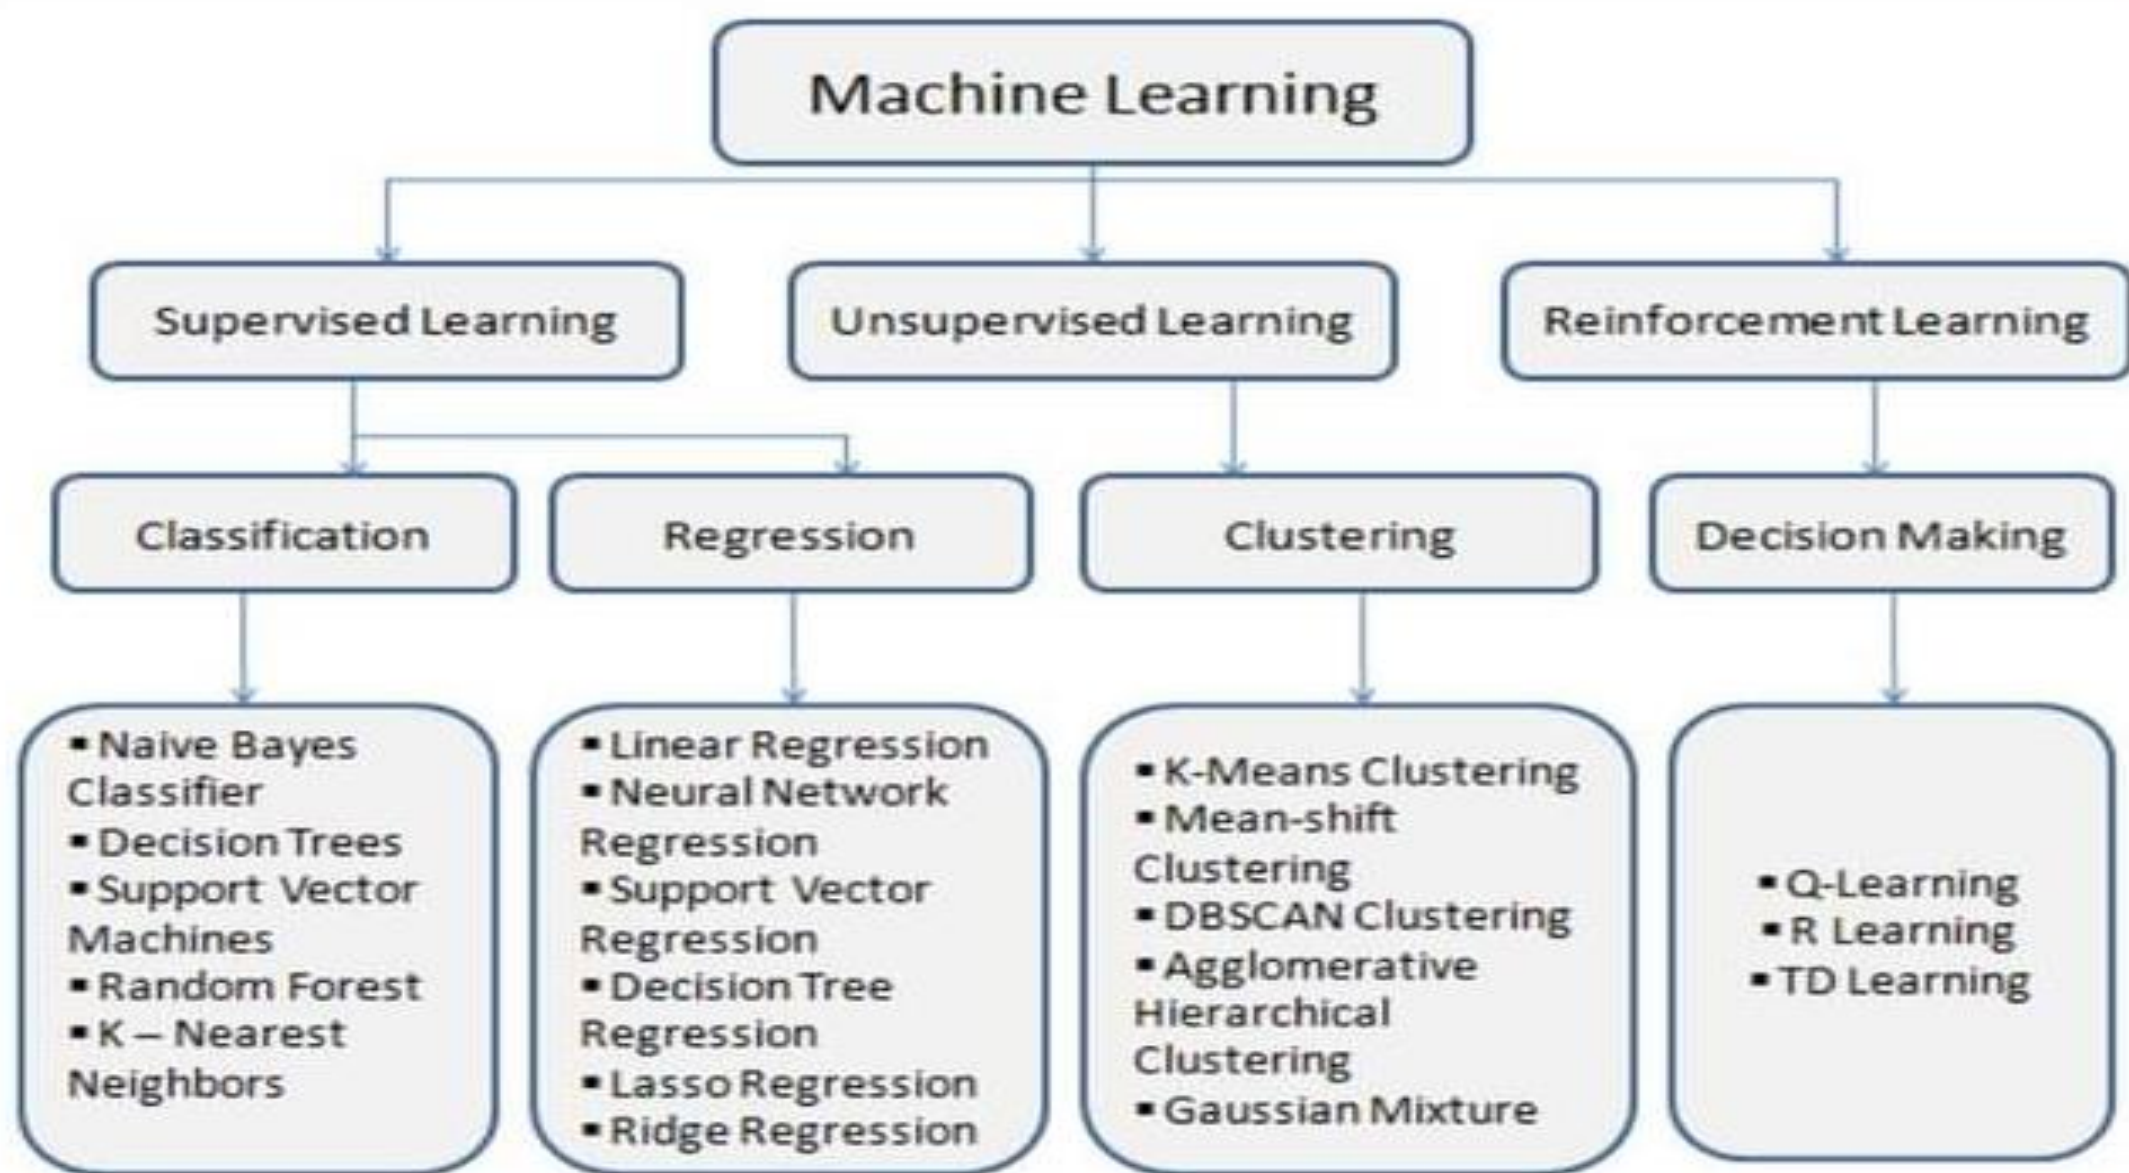 Machine Learning
Supervised Learning
Unsupervised Learning
Reinforcement Learning
Classification
Regression
Clustering
Decision Making
▪ Naive Bayes
Classifier
▪ Decision Trees
▪ Support Vector
Machines
▪ Random Forest
▪ K – Nearest
Neighbors
▪ Linear Regression
▪ Neural Network
Regression
▪ Support Vector
Regression
▪ Decision Tree
Regression
▪ Lasso Regression
▪ Ridge Regression
▪ K-Means Clustering
▪ Mean-shift
Clustering
▪ DBSCAN Clustering
▪ Agglomerative
Hierarchical
Clustering
▪ Gaussian Mixture
▪ Q-Learning
▪ R Learning
▪ TD Learning